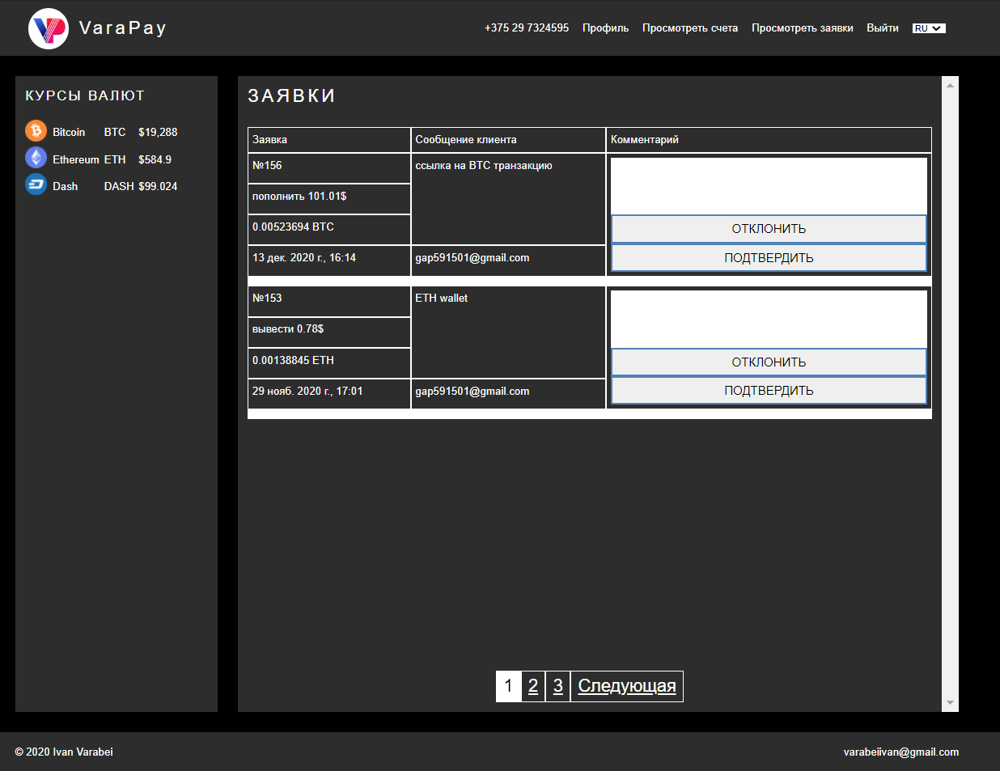 VaraPay
+375 29 7324595 Профиль Просмотреть счета Просмотреть заявки Выйти RU
КУРСЫ ВАЛЮТ
Bitcoin BTC $19,288
Ethereum ETH $584.9
Dash DASH $99.024
ЗАЯВКИ
Заявка Сообщение клиента Комментарий
№156 ссылка на BTC транзакцию
пополнить 101.01$
0.00523694 BTC ОТКЛОНИТЬ
13 дек. 2020 г., 16:14 gap591501@gmail.com ПОДТВЕРДИТЬ
№153 ETH wallet
вывести 0.78$
0.00138845 ETH ОТКЛОНИТЬ
29 нояб. 2020 г., 17:01 gap591501@gmail.com ПОДТВЕРДИТЬ
1 2 3 Следующая
© 2020 Ivan Varabei varabeiivan@gmail.com